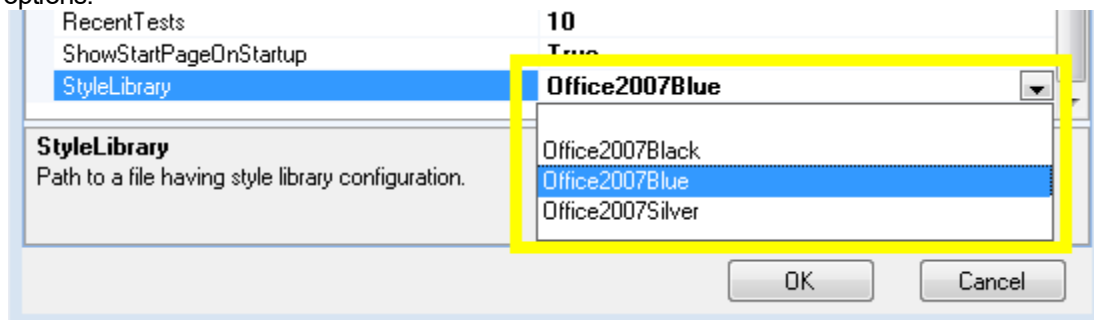 options.
RecentTests 10
ShowStartPageOnStartup True
StyleLibrary Office2007Blue
StyleLibrary
Path to a file having style library configuration.
Office2007Black
Office2007Blue
Office2007Silver
OK Cancel